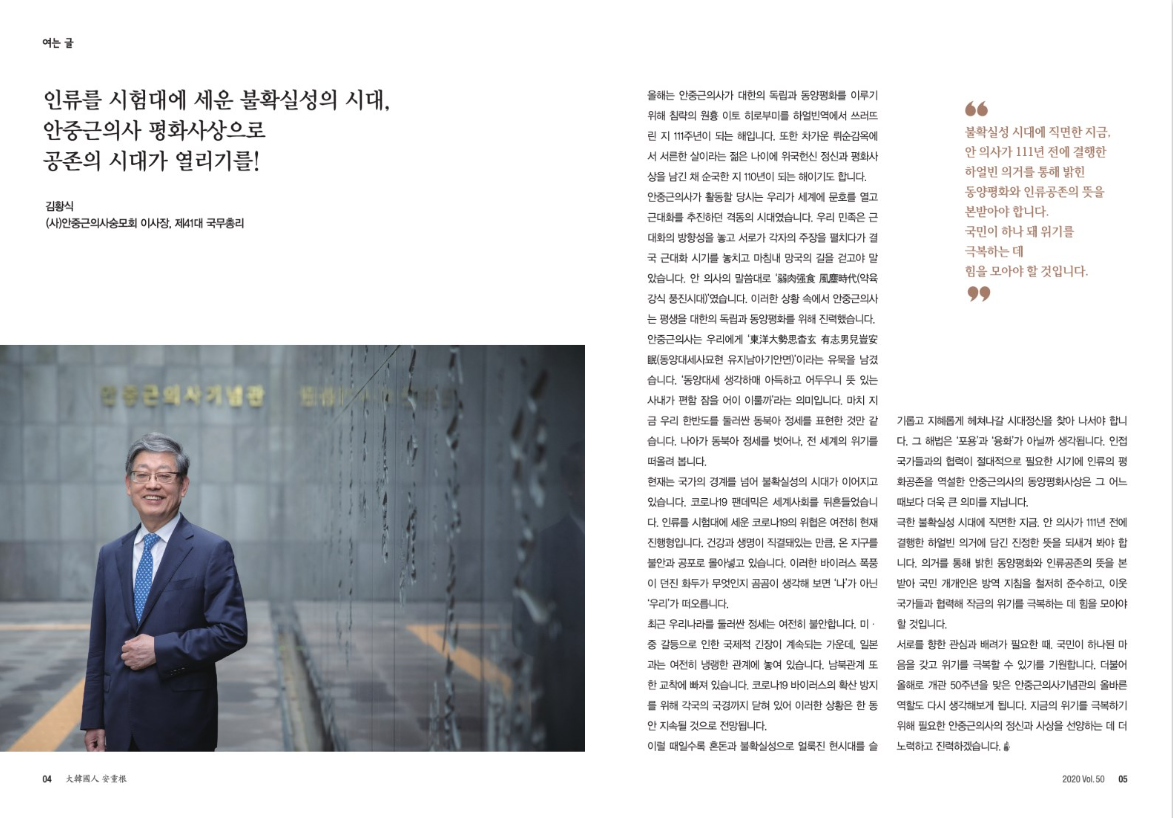 여는 글
인류를 시험대에 세운 불확실성의 시대,
안중근의사 평화사상으로
공존의 시대가 열리기를!
김황식
(사)안중근의사숭모회 이사장, 제41대 국무총리
안중근의사기념관
04 大韓國人 安重根
올해는 안중근의사가 대한의 독립과 동양평화를 이루기
위해 침략의 원흉 이토 히로부미를 하얼빈역에서 쓰러뜨
린 지 111주년이 되는 해입니다. 또한 차가운 뤼순감옥에
서 서른한 살이라는 젊은 나이에 위국헌신 정신과 평화사
상을 남긴 채 순국한 지 110년이 되는 해이기도 합니다.
안중근의사가 활동할 당시는 우리가 세계에 문호를 열고
근대화를 추진하던 격동의 시대였습니다. 우리 민족은 근
대화의 방향성을 놓고 서로가 각자의 주장을 펼치다가 결
국 근대화 시기를 놓치고 마침내 망국의 길을 걷고야 말
았습니다. 안 의사의 말씀대로 ‘弱肉强食 風塵時代(약육
강식 풍진시대)’였습니다. 이러한 상황 속에서 안중근의사
는 평생을 대한의 독립과 동양평화를 위해 진력했습니다.
안중근의사는 우리에게 ‘東洋大勢思杳玄 有志男兒豈安
眠(동양대세사묘현 유지남아기안면)’이라는 유묵을 남겼
습니다. ‘동양대세 생각하매 아득하고 어두우니 뜻 있는
사내가 편함 잠을 어이 이룰까’라는 의미입니다. 마치 지
금 우리 한반도를 둘러싼 동북아 정세를 표현한 것만 같
습니다. 나아가 동북아 정세를 벗어나, 전 세계의 위기를
떠올려 봅니다.
현재는 국가의 경계를 넘어 불확실성의 시대가 이어지고
있습니다. 코로나19 팬데믹은 세계사회를 뒤흔들었습니
다. 인류를 시험대에 세운 코로나19의 위협은 여전히 현재
진행형입니다. 건강과 생명이 직결돼있는 만큼, 온 지구를
불안과 공포로 몰아넣고 있습니다. 이러한 바이러스 폭풍
이 던진 화두가 무엇인지 곰곰이 생각해 보면 ‘나’가 아닌
‘우리’가 떠오릅니다.
최근 우리나라를 둘러싼 정세는 여전히 불안합니다. 미 ·
중 갈등으로 인한 국제적 긴장이 계속되는 가운데, 일본
과는 여전히 냉랭한 관계에 놓여 있습니다. 남북관계 또
한 교착에 빠져 있습니다. 코로나19 바이러스의 확산 방지
를 위해 각국의 국경까지 닫혀 있어 이러한 상황은 한 동
안 지속될 것으로 전망됩니다.
이럴 때일수록 혼돈과 불확실성으로 얼룩진 현시대를 슬
“
불확실성 시대에 직면한 지금,
안 의사가 111년 전에 결행한
하얼빈 의거를 통해 밝힌
동양평화와 인류공존의 뜻을
본받아야 합니다.
국민이 하나 돼 위기를
극복하는 데
힘을 모아야 할 것입니다.
”
기롭고 지혜롭게 헤쳐나갈 시대정신을 찾아 나서야 합니
다. 그 해법은 ‘포용’과 ‘융화’가 아닐까 생각됩니다. 인접
국가들과의 협력이 절대적으로 필요한 시기에 인류의 평
화공존을 역설한 안중근의사의 동양평화사상은 그 어느
때보다 더욱 큰 의미를 지닙니다.
극한 불확실성 시대에 직면한 지금. 안 의사가 111년 전에
결행한 하얼빈 의거에 담긴 진정한 뜻을 되새겨 봐야 합
니다. 의거를 통해 밝힌 동양평화와 인류공존의 뜻을 본
받아 국민 개개인은 방역 지침을 철저히 준수하고, 이웃
국가들과 협력해 작금의 위기를 극복하는 데 힘을 모아야
할 것입니다.
서로를 향한 관심과 배려가 필요한 때. 국민이 하나된 마
음을 갖고 위기를 극복할 수 있기를 기원합니다. 더불어
올해로 개관 50주년을 맞은 안중근의사기념관의 올바른
역할도 다시 생각해보게 됩니다. 지금의 위기를 극복하기
위해 필요한 안중근의사의 정신과 사상을 선양하는 데 더
노력하고 진력하겠습니다.
2020 Vol. 50 05